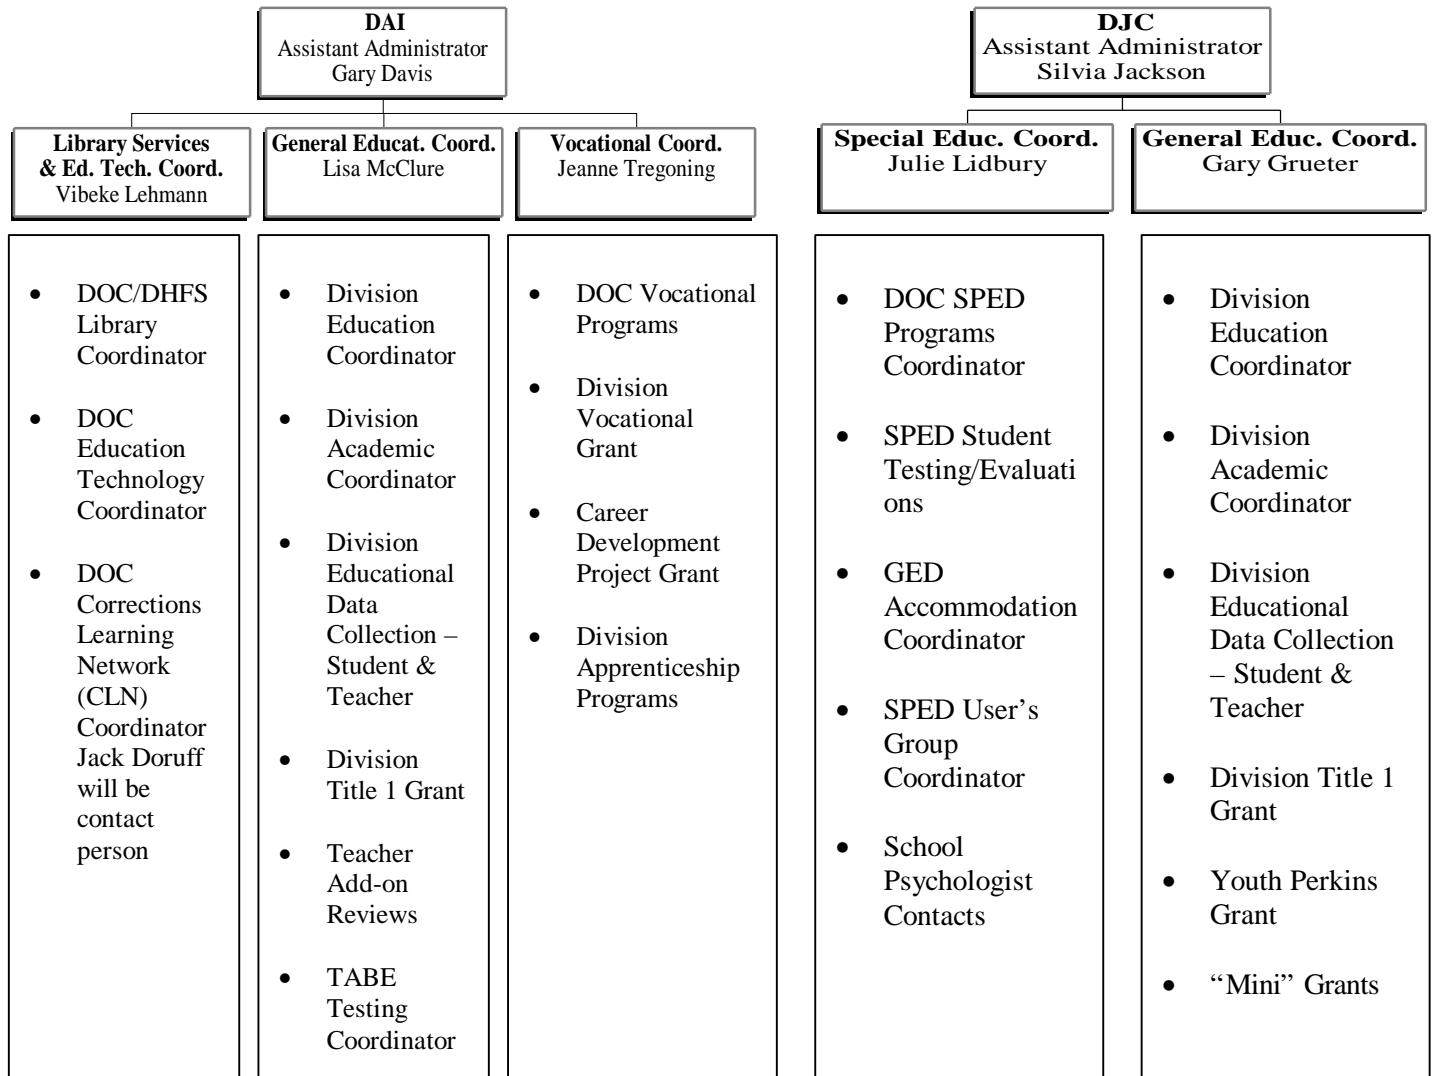 DAI
Assistant Administrator
Gary Davis
Library Services
& Ed. Tech. Coord.
Vibeke Lehmann
General Educat. Coord.
Lisa McClure
Vocational Coord.
Jeanne Tregoning
DOC/DHFS
Library
Coordinator
DOC
Education
Technology
Coordinator
DOC
Corrections
Learning
Network
(CLN)
Coordinator
Jack Doruff
will be
contact
person
Division
Education
Coordinator
Division
Academic
Coordinator
Division
Educational
Data
Collection –
Student &
Teacher
Division
Title 1 Grant
Teacher
Add-on
Reviews
TABE
Testing
Coordinator
DOC Vocational
Programs
Division
Vocational
Grant
Career
Development
Project Grant
Division
Apprenticeship
Programs
DJC
Assistant Administrator
Silvia Jackson
Special Educ. Coord.
Julie Lidbury
General Educ. Coord.
Gary Grueter
DOC SPED
Programs
Coordinator
SPED Student
Testing/Evaluati
ons
GED
Accommodation
Coordinator
SPED User’s
Group
Coordinator
School
Psychologist
Contacts
Division
Education
Coordinator
Division
Academic
Coordinator
Division
Educational
Data Collection
– Student &
Teacher
Division Title 1
Grant
Youth Perkins
Grant
“Mini” Grants